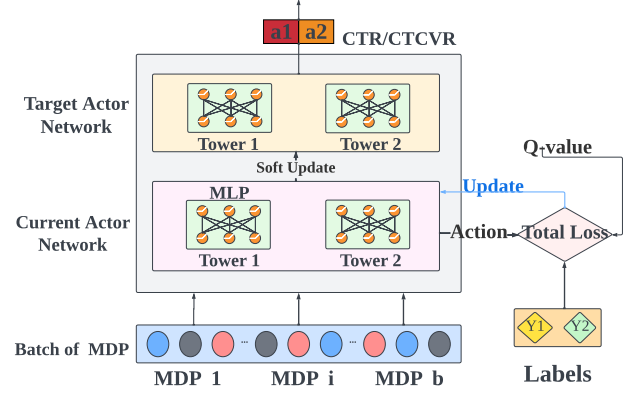 a1 a2 CTR/CTCVR
Target Actor
Network
Tower 1 Tower 2
Soft Update
Q-value
MLP
Update
Current Actor
Network
Action
Total Loss
Tower 1 Tower 2
Y1 Y2
Batch of MDP
... ...
MDP 1 MDP i MDP b
Labels